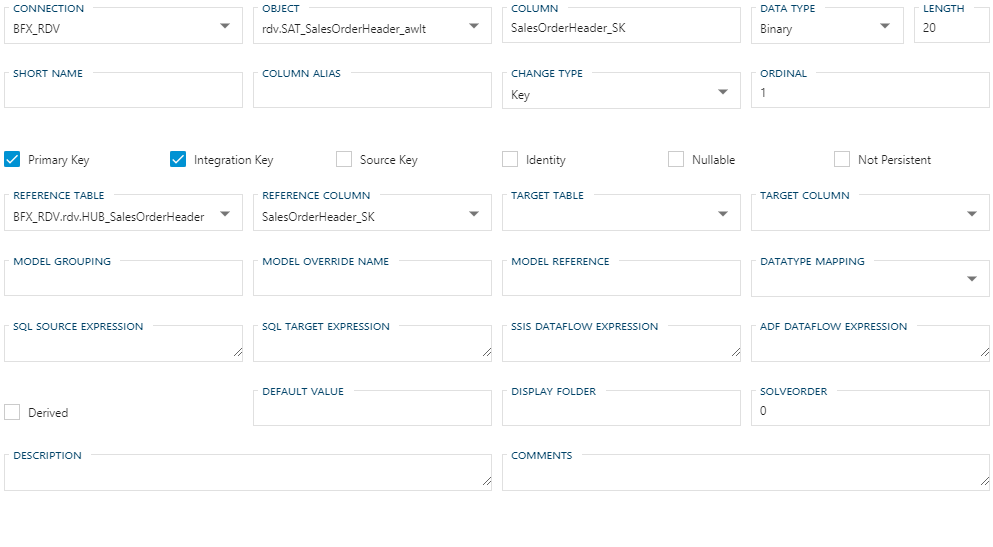 CONNECTION
BFX_RDV
OBJECT
rdv.SAT_SalesOrderHeader_awlt
COLUMN
SalesOrderHeader_SK
DATA TYPE
Binary
LENGTH
20
SHORT NAME
COLUMN ALIAS
CHANGE TYPE
Key
ORDINAL
1
Primary Key
Integration Key
Source Key
Identity
Nullable
Not Persistent
REFERENCE TABLE
BFX_RDV.rdv.HUB_SalesOrderHeader
REFERENCE COLUMN
SalesOrderHeader_SK
TARGET TABLE
TARGET COLUMN
MODEL GROUPING
MODEL OVERRIDE NAME
MODEL REFERENCE
DATATYPE MAPPING
SQL SOURCE EXPRESSION
SQL TARGET EXPRESSION
SSIS DATAFLOW EXPRESSION
ADF DATAFLOW EXPRESSION
Derived
DEFAULT VALUE
DISPLAY FOLDER
SOLVEORDER
0
DESCRIPTION
COMMENTS